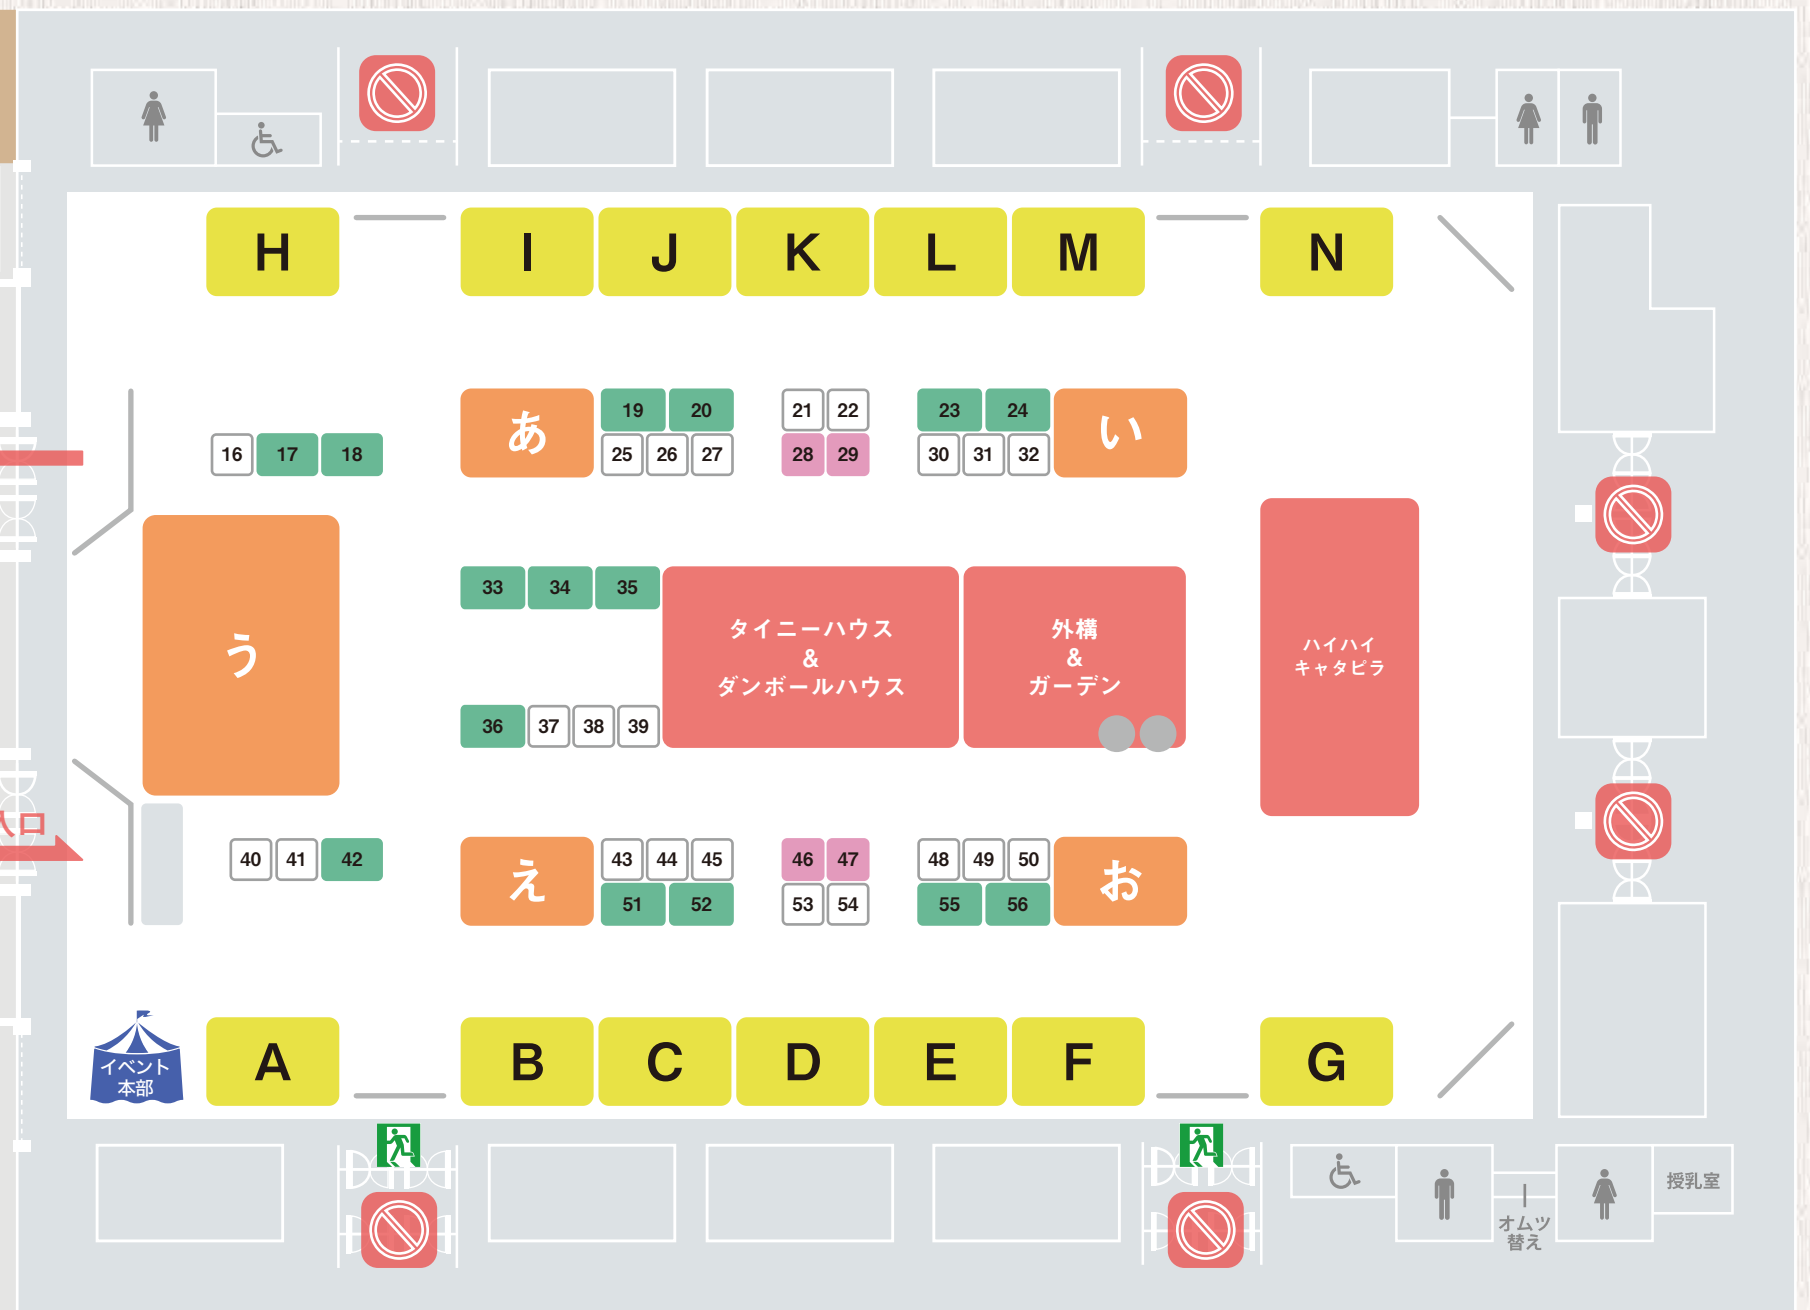 H I J K L M N
あ 19 20 21 22 23 24 い
16 17 18 25 26 27 28 29 30 31 32
う
33 34 35
36 37 38 39
タイニーハウス
&
ダンボールハウス
外構
&
ガーデン
ハイハイ
キャタピラ
入口
40 41 42 え 43 44 45 46 47 48 49 50 お
51 52 53 54 55 56
イベント
本部
A B C D E F G
授乳室
オムツ
替え